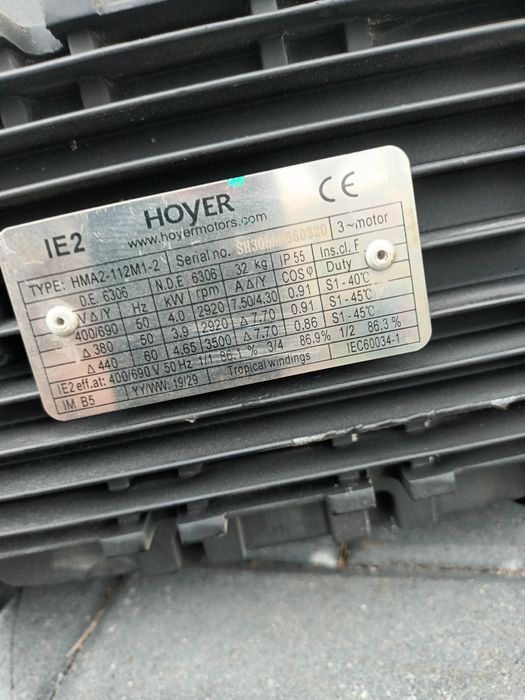 IE2 HOYER CE
www.hoyermotors.com
TYPE: HMA2-112M1-2 Serial no. 3~motor
D.E. 6306 N.D.E. 6306 32 kg IP 55 Ins.cl. F
V Δ/Y Hz kW rpm A Δ/Y COS φ Duty
400/690 50 4.0 2920 7.50/4.30 0.91 S1 -40°C
Δ 380 50 3.9 2920 Δ 7.70 0.91 S1 -45°C
Δ 440 60 4.65 3500 Δ 7.70 0.86 S1 -45°C
IE2 eff.at: 400/690 V 50 Hz 1/1 86.1 % 3/4 86.9% 1/2 86.3 %
IM B5 YY/WW: 19/29 Tropical windings IEC60034-1